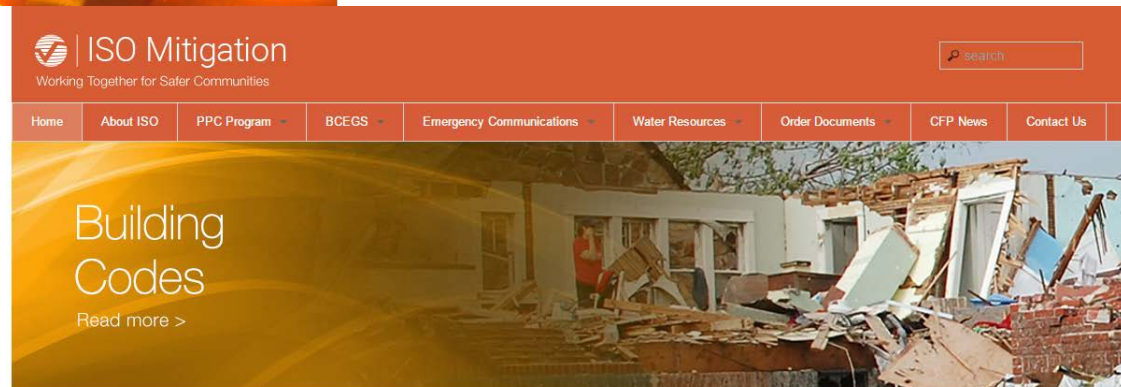 ISO Mitigation
Working Together for Safer Communities
search
Home About ISO PPC Program BCEGS Emergency Communications Water Resources Order Documents CFP News Contact Us
Building
Codes
Read more >